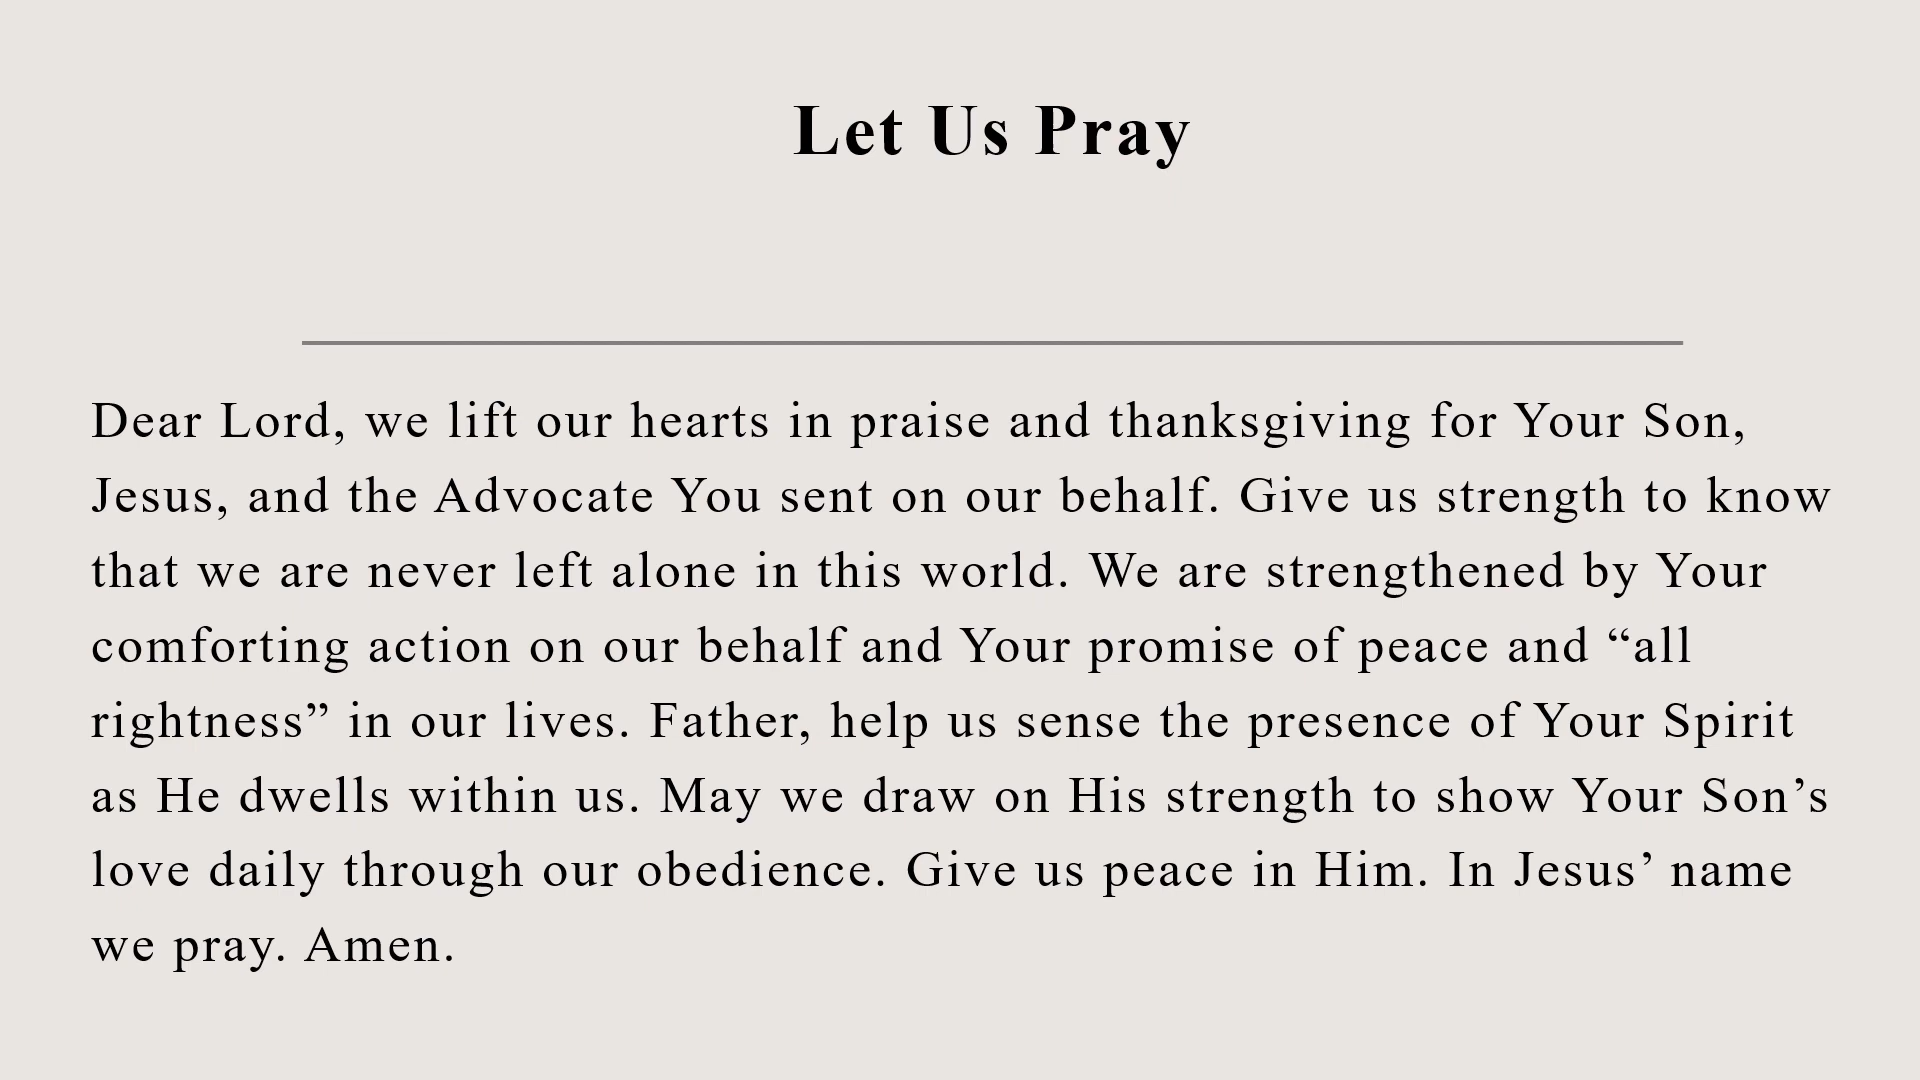 Let Us Pray
Dear Lord, we lift our hearts in praise and thanksgiving for Your Son,
Jesus, and the Advocate You sent on our behalf. Give us strength to know
that we are never left alone in this world. We are strengthened by Your
comforting action on our behalf and Your promise of peace and “all
rightness” in our lives. Father, help us sense the presence of Your Spirit
as He dwells within us. May we draw on His strength to show Your Son’s
love daily through our obedience. Give us peace in Him. In Jesus’ name
we pray. Amen.